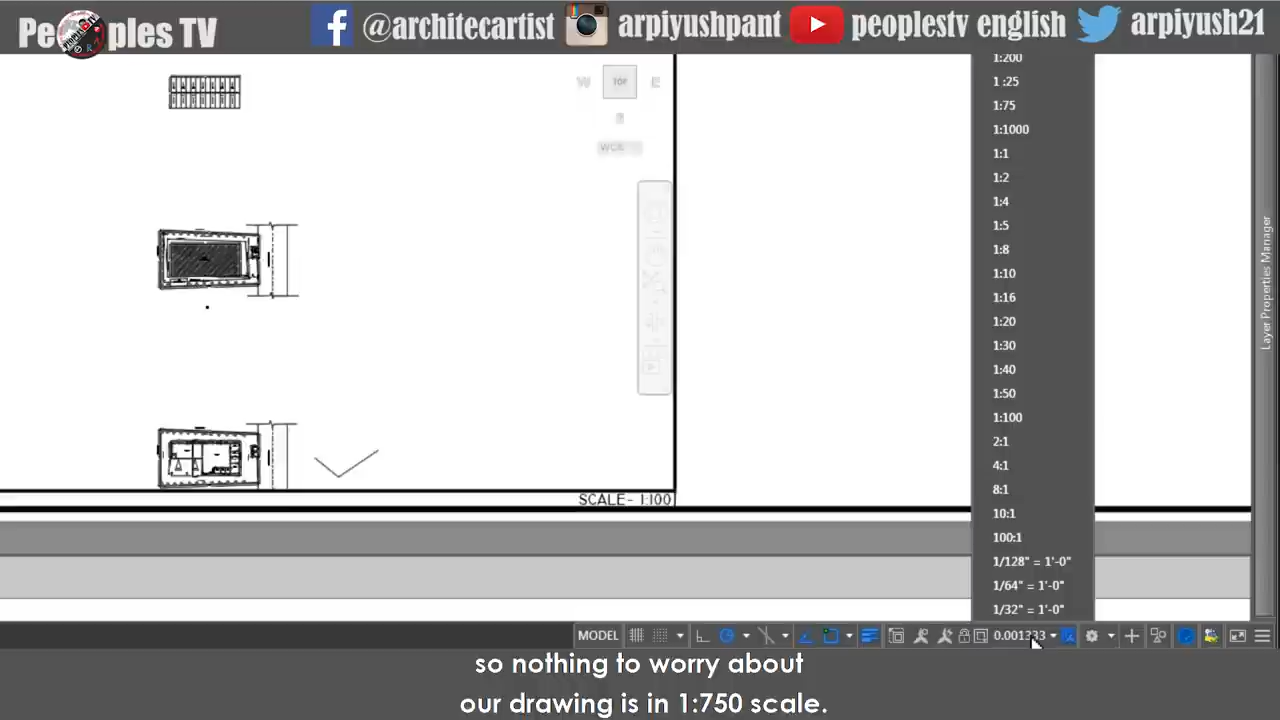 Peoples TV
@architecartist
arpiyushpant
peoplestv english
arpiyush21
1:200
1 :25
1:75
1:1000
1:1
1:2
1:4
1:5
1:8
1:10
1:16
1:20
1:30
1:40
1:50
1:100
2:1
4:1
8:1
10:1
100:1
1/128" = 1'-0"
1/64" = 1'-0"
1/32" = 1'-0"
W
TOP
E
WCS
Layer Properties Manager
SCALE- 1:100
MODEL
0.001333
so nothing to worry about
our drawing is in 1:750 scale.